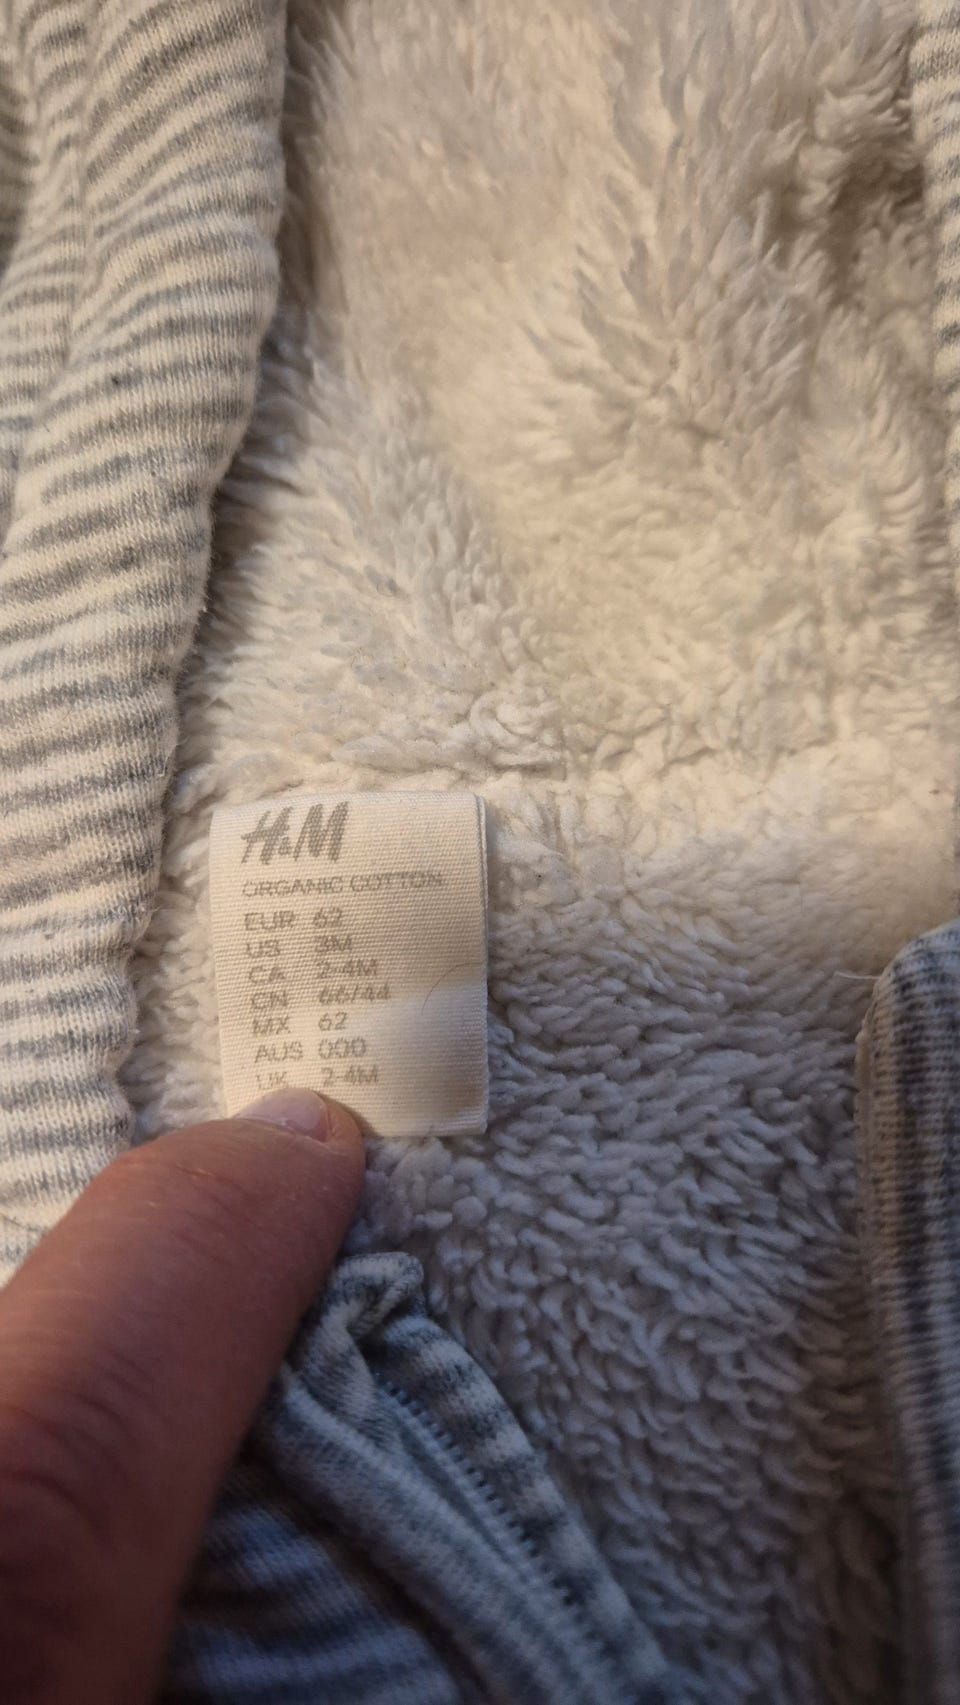 H&M
ORGANIC COTTON
EUR 62
US 3M
CA 2-4M
CN 66/44
MX 62
AUS 000
UK 2-4M